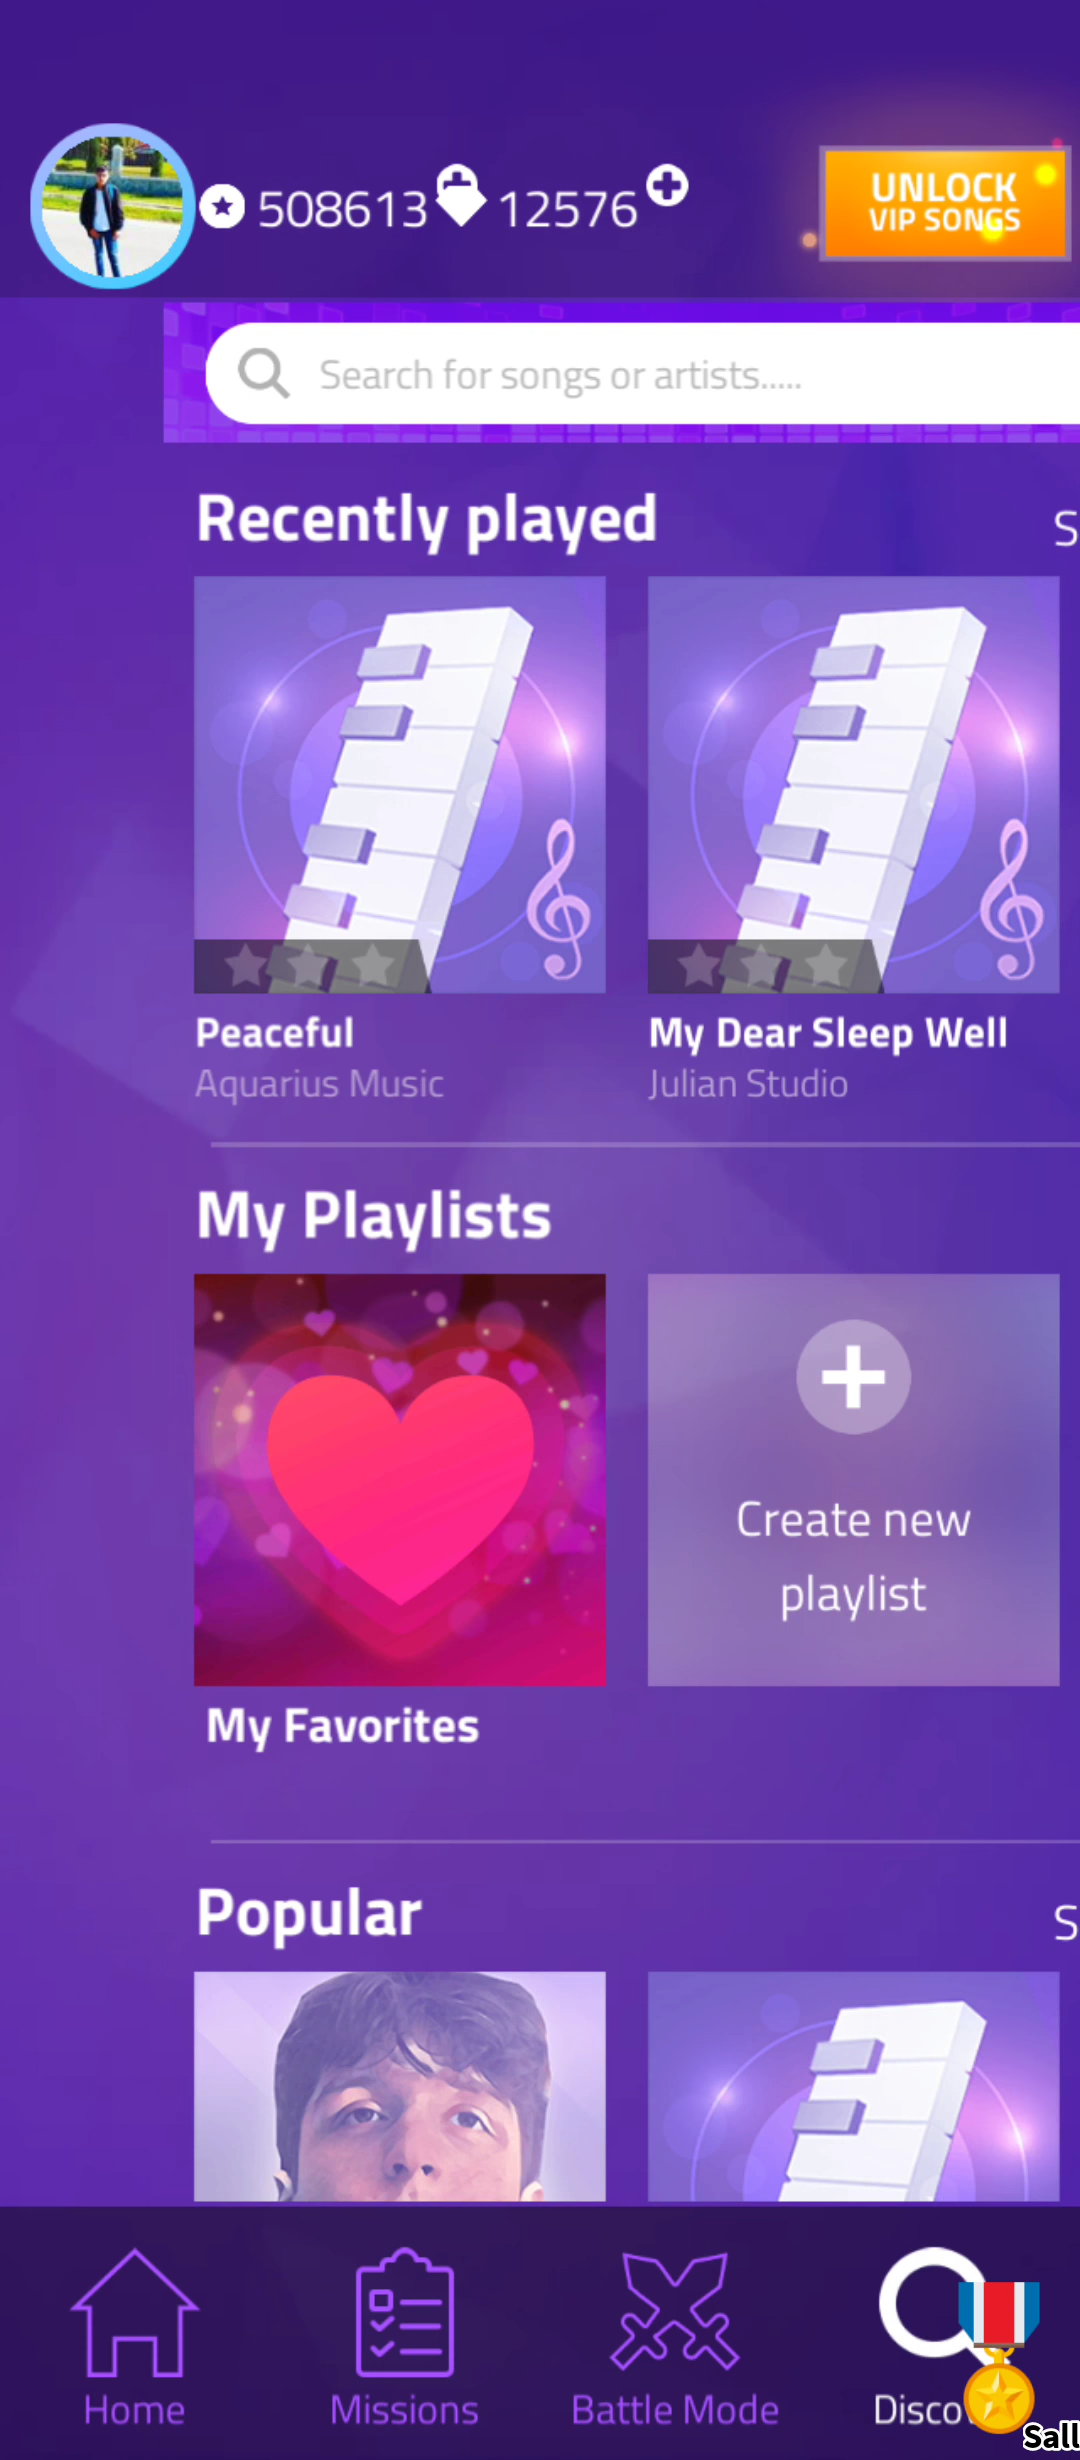 508613 12576
UNLOCK
VIP SONGS
Search for songs or artists.....
Recently played
Peaceful
Aquarius Music
My Dear Sleep Well
Julian Studio
My Playlists
Create new
playlist
My Favorites
Popular
Home
Missions
Battle Mode